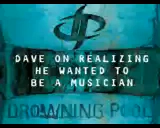 DAVE ON REALIZING
HE WANTED TO
BE A MUSICIAN
DROWNING POOL